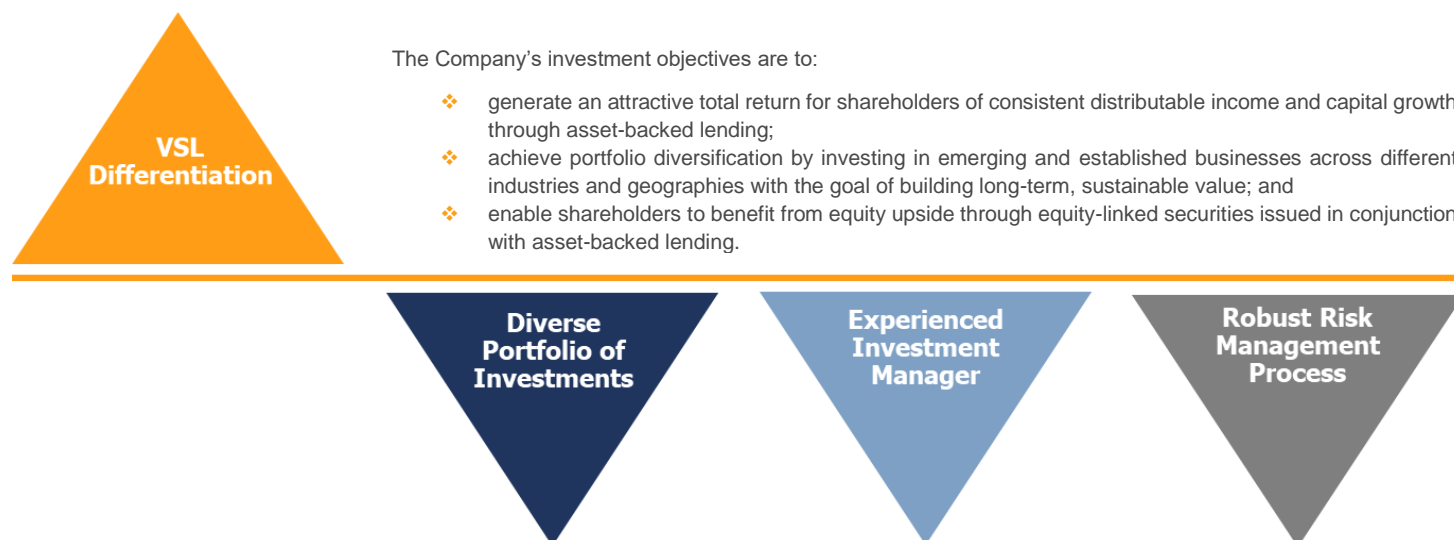 VSL
Differentiation
The Company’s investment objectives are to:
generate an attractive total return for shareholders of consistent distributable income and capital growth
through asset-backed lending;
achieve portfolio diversification by investing in emerging and established businesses across different
industries and geographies with the goal of building long-term, sustainable value; and
enable shareholders to benefit from equity upside through equity-linked securities issued in conjunction
with asset-backed lending.
Diverse
Portfolio of
Investments
Experienced
Investment
Manager
Robust Risk
Management
Process